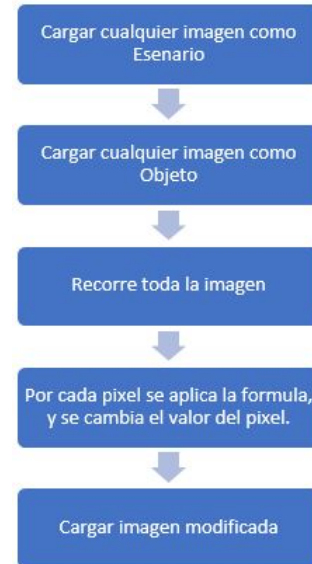 Cargar cualquier imagen como
Esenario
Cargar cualquier imagen como
Objeto
Recorre toda la imagen
Por cada pixel se aplica la formula,
y se cambia el valor del pixel.
Cargar imagen modificada